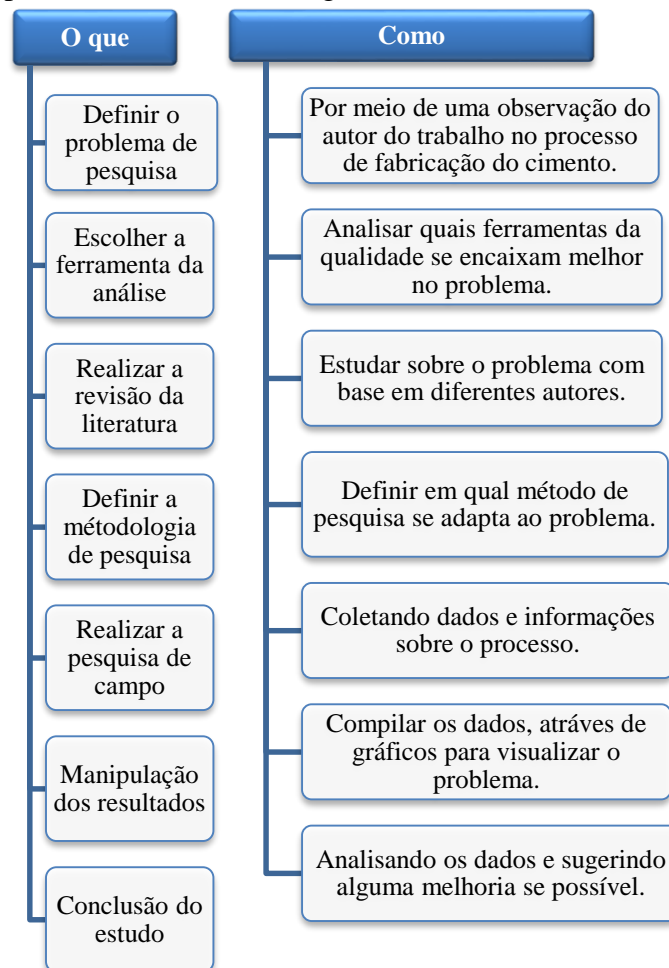 O que
Definir o
problema de
pesquisa
Escolher a
ferramenta da
análise
Realizar a
revisão da
literatura
Definir a
métodologia
de pesquisa
Realizar a
pesquisa de
campo
Manipulação
dos resultados
Conclusão do
estudo
Como
Por meio de uma observação do
autor do trabalho no processo
de fabricação do cimento.
Analisar quais ferramentas da
qualidade se encaixam melhor
no problema.
Estudar sobre o problema com
base em diferentes autores.
Definir em qual método de
pesquisa se adapta ao problema.
Coletando dados e informações
sobre o processo.
Compilar os dados, atráves de
gráficos para visualizar o
problema.
Analisando os dados e sugerindo
alguma melhoria se possível.